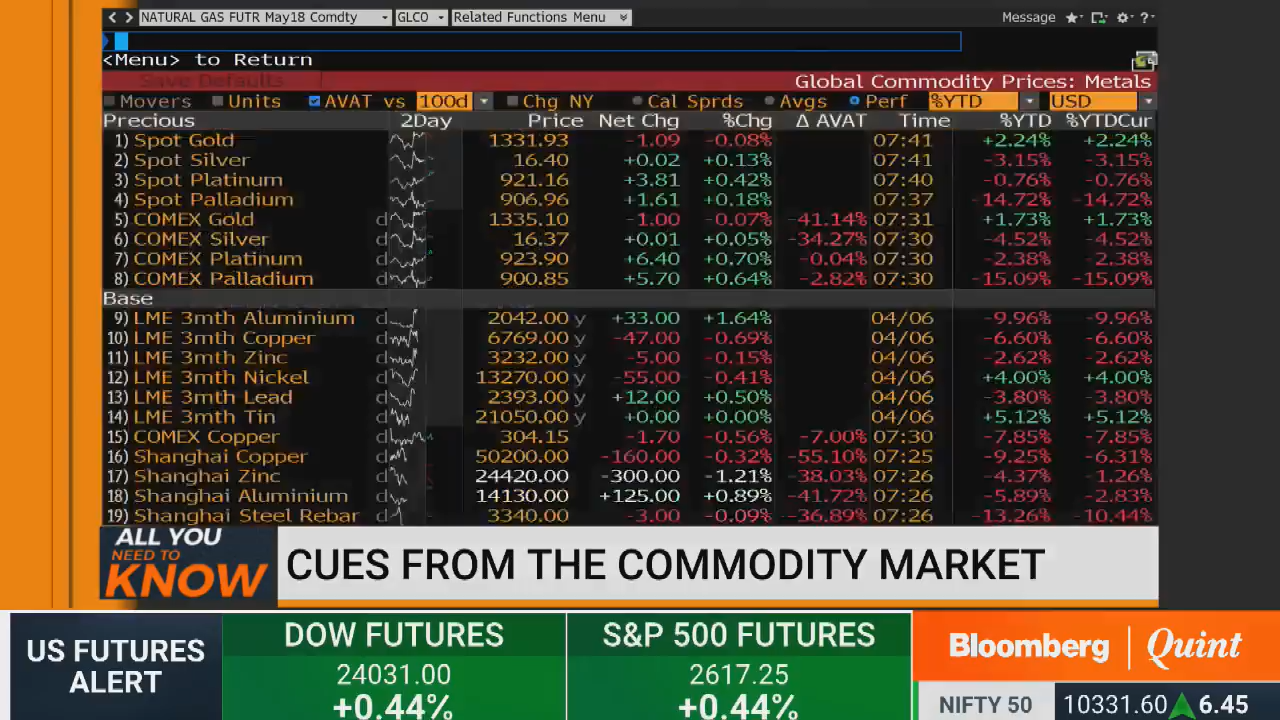 NATURAL GAS FUTR May18 Comdty GLCO Related Functions Menu Message ?
<Menu> to Return
Save Defaults
Global Commodity Prices: Metals
Movers Units AVAT vs 100d Chg NY Cal Sprds Avgs Perf %YTD USD
Precious 2Day Price Net Chg %Chg Δ AVAT Time %YTD %YTDCur
1) Spot Gold 1331.93 -1.09 -0.08% 07:41 +2.24% +2.24%
2) Spot Silver 16.40 +0.02 +0.13% 07:41 -3.15% -3.15%
3) Spot Platinum 921.16 +3.81 +0.42% 07:40 -0.76% -0.76%
4) Spot Palladium 906.96 +1.61 +0.18% 07:37 -14.72% -14.72%
5) COMEX Gold d 1335.10 -1.00 -0.07% -41.14% 07:31 +1.73% +1.73%
6) COMEX Silver d 16.37 +0.01 +0.05% -34.27% 07:30 -4.52% -4.52%
7) COMEX Platinum d 923.90 +6.40 +0.70% -0.04% 07:30 -2.38% -2.38%
8) COMEX Palladium d 900.85 +5.70 +0.64% -2.82% 07:30 -15.09% -15.09%
Base
9) LME 3mth Aluminium d 2042.00 y +33.00 +1.64% 04/06 -9.96% -9.96%
10) LME 3mth Copper d 6769.00 y -47.00 -0.69% 04/06 -6.60% -6.60%
11) LME 3mth Zinc d 3232.00 y -5.00 -0.15% 04/06 -2.62% -2.62%
12) LME 3mth Nickel d 13270.00 y -55.00 -0.41% 04/06 +4.00% +4.00%
13) LME 3mth Lead d 2393.00 y +12.00 +0.50% 04/06 -3.80% -3.80%
14) LME 3mth Tin d 21050.00 y +0.00 +0.00% 04/06 +5.12% +5.12%
15) COMEX Copper d 304.15 -1.70 -0.56% -7.00% 07:30 -7.85% -7.85%
16) Shanghai Copper d 50200.00 -160.00 -0.32% -55.10% 07:25 -9.25% -6.31%
17) Shanghai Zinc d 24420.00 -300.00 -1.21% -38.03% 07:26 -4.37% -1.26%
18) Shanghai Aluminium d 14130.00 +125.00 +0.89% -41.72% 07:26 -5.89% -2.83%
19) Shanghai Steel Rebar d 3340.00 -3.00 -0.09% -36.89% 07:26 -13.26% -10.44%
ALL YOU
NEED TO
KNOW
CUES FROM THE COMMODITY MARKET
US FUTURES
ALERT
DOW FUTURES
24031.00
+0.44%
S&P 500 FUTURES
2617.25
+0.44%
Bloomberg | Quint
NIFTY 50 10331.60 6.45